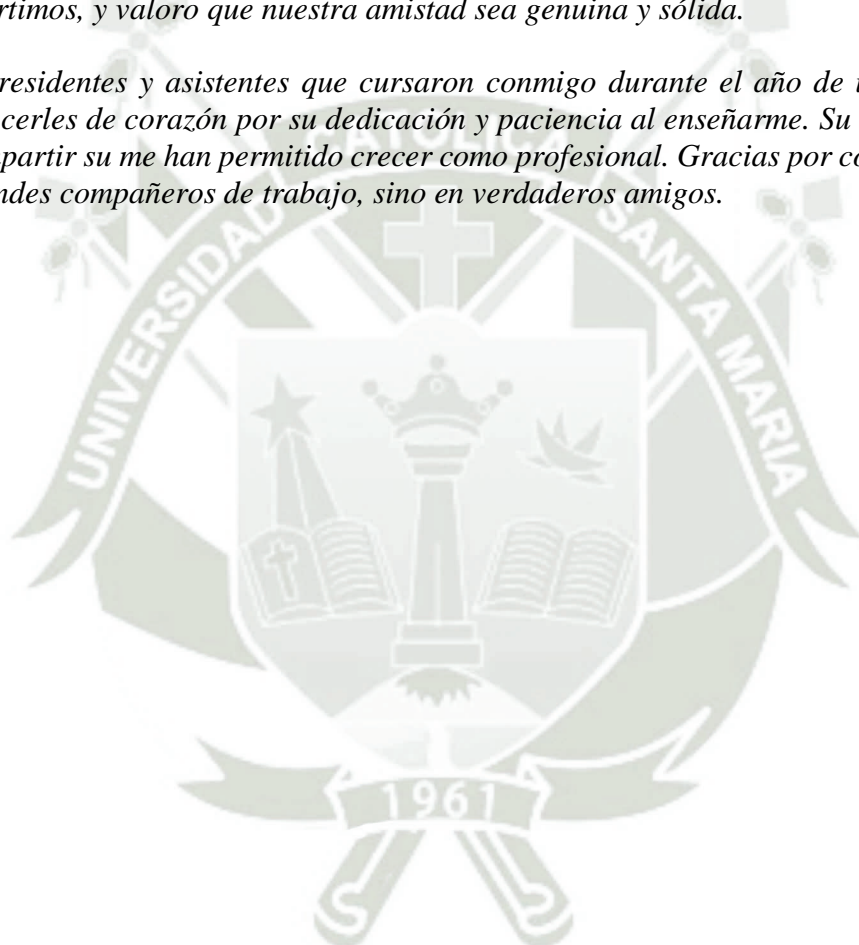 rtimos, y valoro que nuestra amistad sea genuina y sólida.
residentes y asistentes que cursaron conmigo durante el año de i
cerles de corazón por su dedicación y paciencia al enseñarme. Su
partir su me han permitido crecer como profesional. Gracias por co
ndes compañeros de trabajo, sino en verdaderos amigos.
UNIVERSIDAD CATOLICA SANTA MARIA
1961